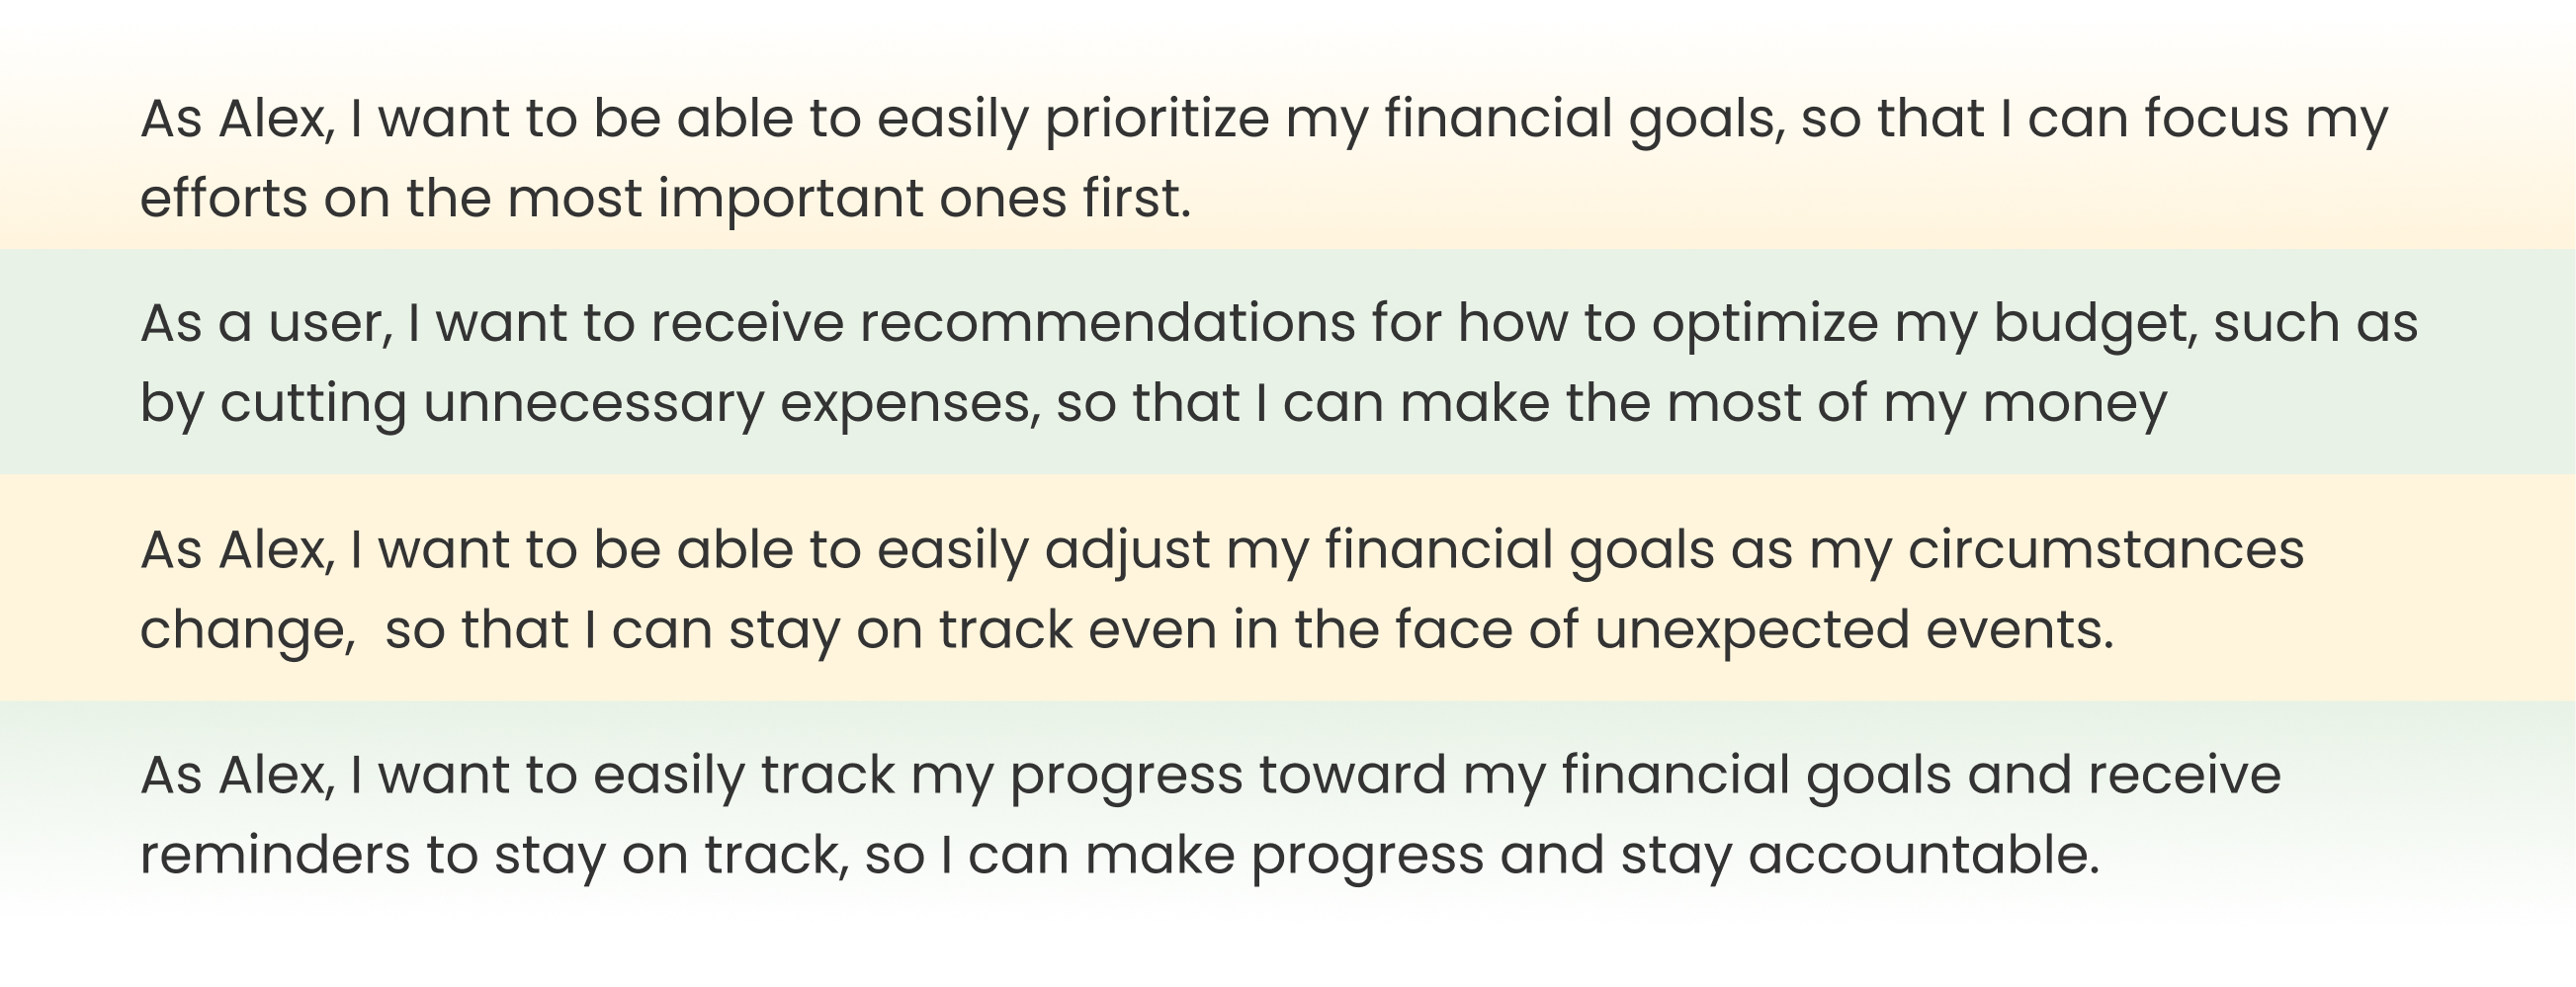 As Alex, I want to be able to easily prioritize my financial goals, so that I can focus my
efforts on the most important ones first.
As a user, I want to receive recommendations for how to optimize my budget, such as
by cutting unnecessary expenses, so that I can make the most of my money
As Alex, I want to be able to easily adjust my financial goals as my circumstances
change,  so that I can stay on track even in the face of unexpected events.
As Alex, I want to easily track my progress toward my financial goals and receive
reminders to stay on track, so I can make progress and stay accountable.